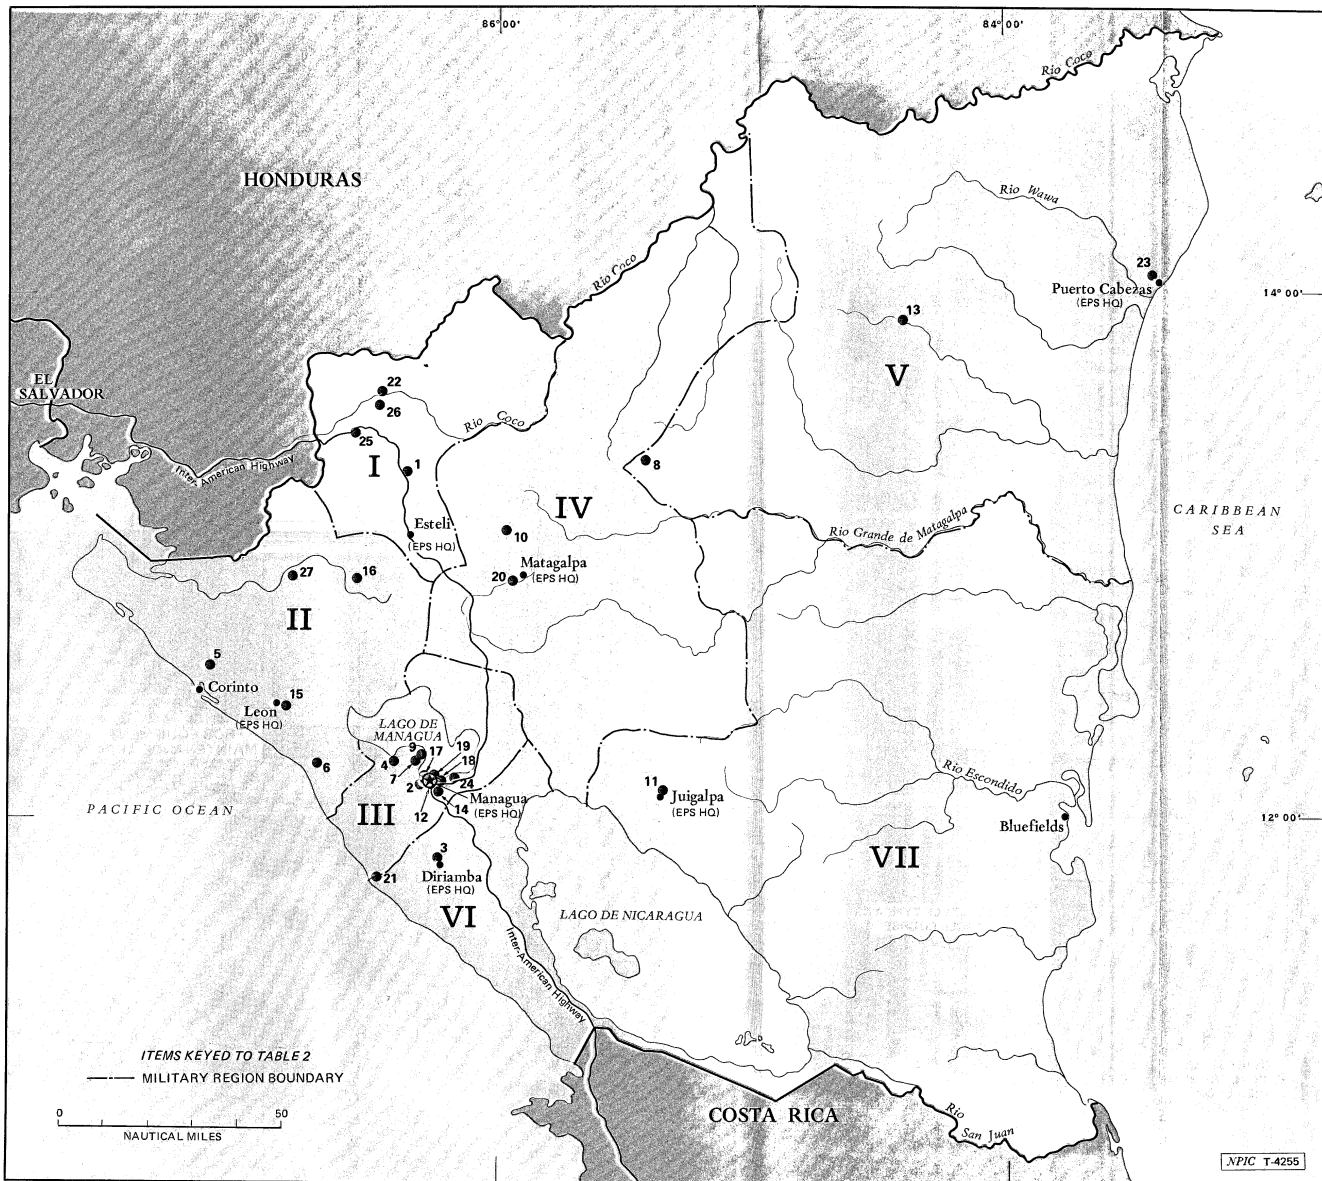 86° 00'
84° 00'
Rio Coco
Rio Coco
HONDURAS
Rio Wawa
23
Puerto Cabezas
(EPS HQ)
14° 00'
13
Rio Coco
EL
SALVADOR
22
26
V
Rio Coco
25
Inter-American Highway
I
1
8
IV
Esteli
(EPS HQ)
10
Rio Grande de Matagalpa
CARIBBEAN
SEA
27
16
20
Matagalpa
(EPS HQ)
II
5
Corinto
15
Leon
(EPS HQ)
LAGO DE
MANAGUA
9
17
19
18
4
7
6
2
24
Managua
(EPS HQ)
12
14
III
11
Juigalpa
(EPS HQ)
Rio Escondido
PACIFIC OCEAN
Bluefields
12° 00'
3
Diriamba
(EPS HQ)
21
VII
VI
LAGO DE NICARAGUA
Inter-American Highway
ITEMS KEYED TO TABLE 2
MILITARY REGION BOUNDARY
0 50
NAUTICAL MILES
COSTA RICA
Rio
San Juan
NPIC T-4255